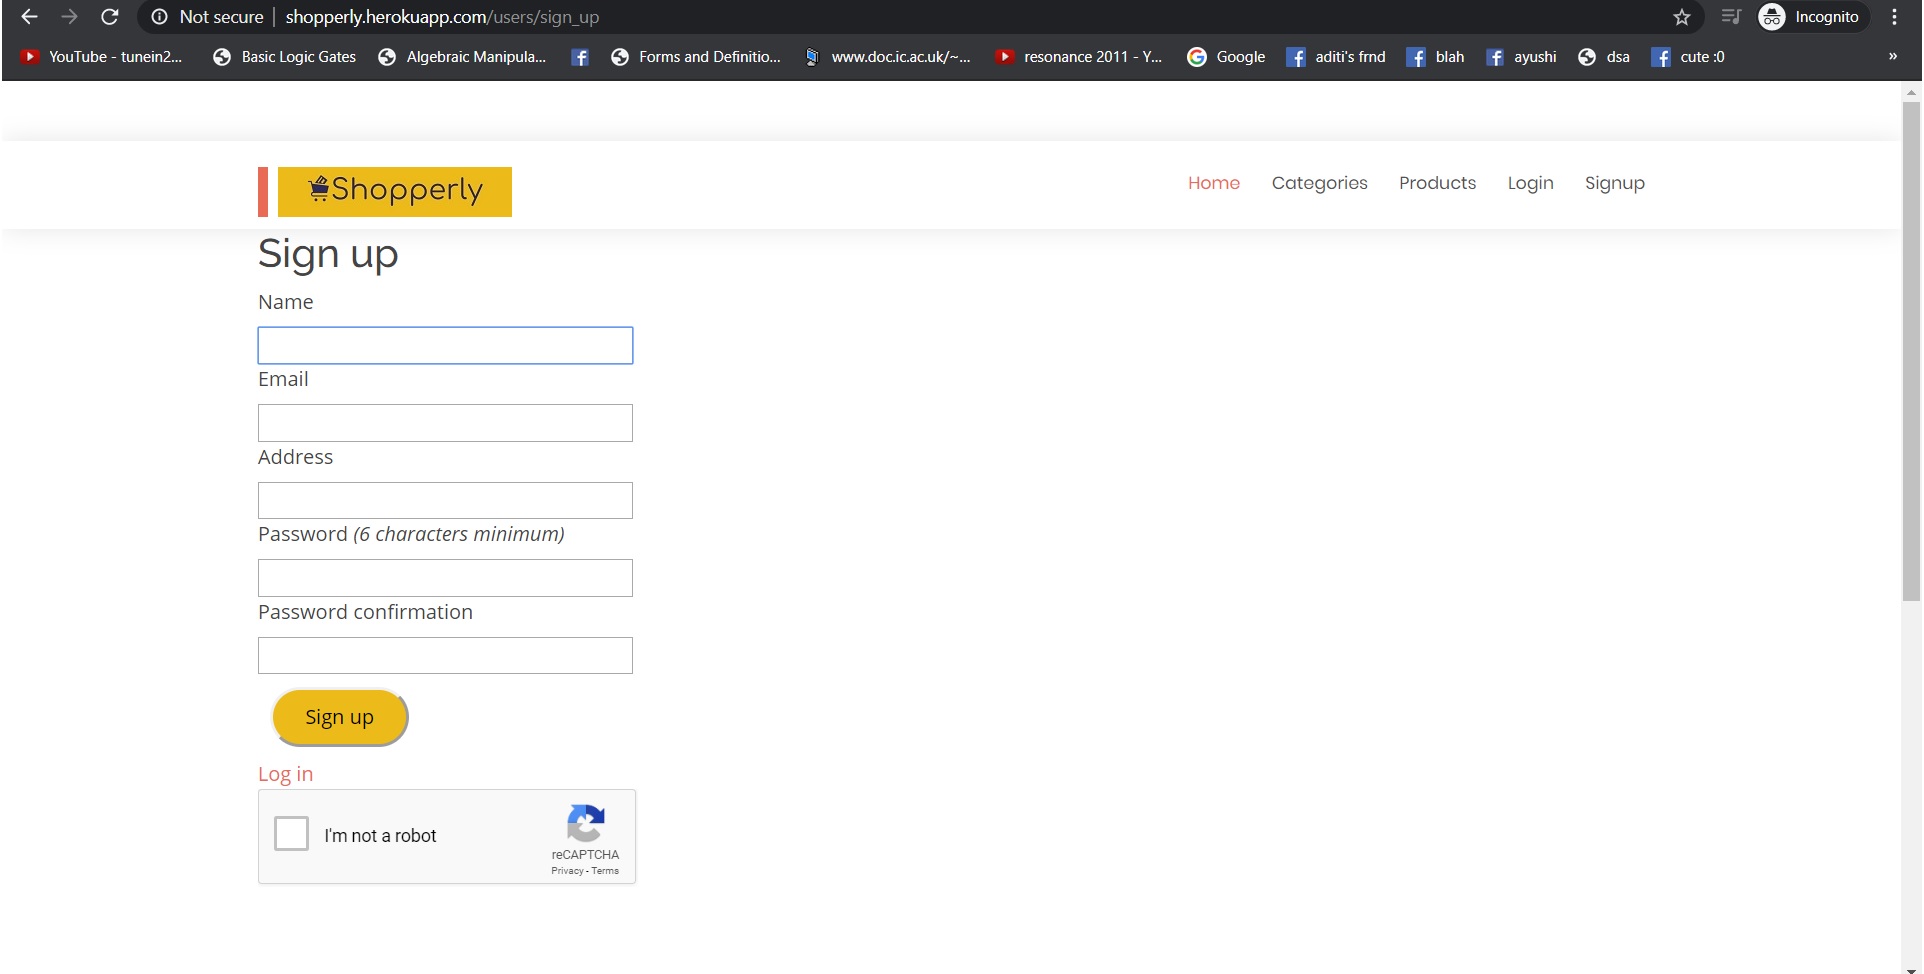 Not secure | shopperly.herokuapp.com/users/sign_up Incognito
YouTube - tunein2... Basic Logic Gates Algebraic Manipula... Forms and Definitio... www.doc.ic.ac.uk/~... resonance 2011 - Y... Google aditi's frnd blah ayushi dsa cute :0 »
Shopperly Home Categories Products Login Signup
Sign up
Name
Email
Address
Password (6 characters minimum)
Password confirmation
Sign up
Log in
I'm not a robot
reCAPTCHA
Privacy - Terms